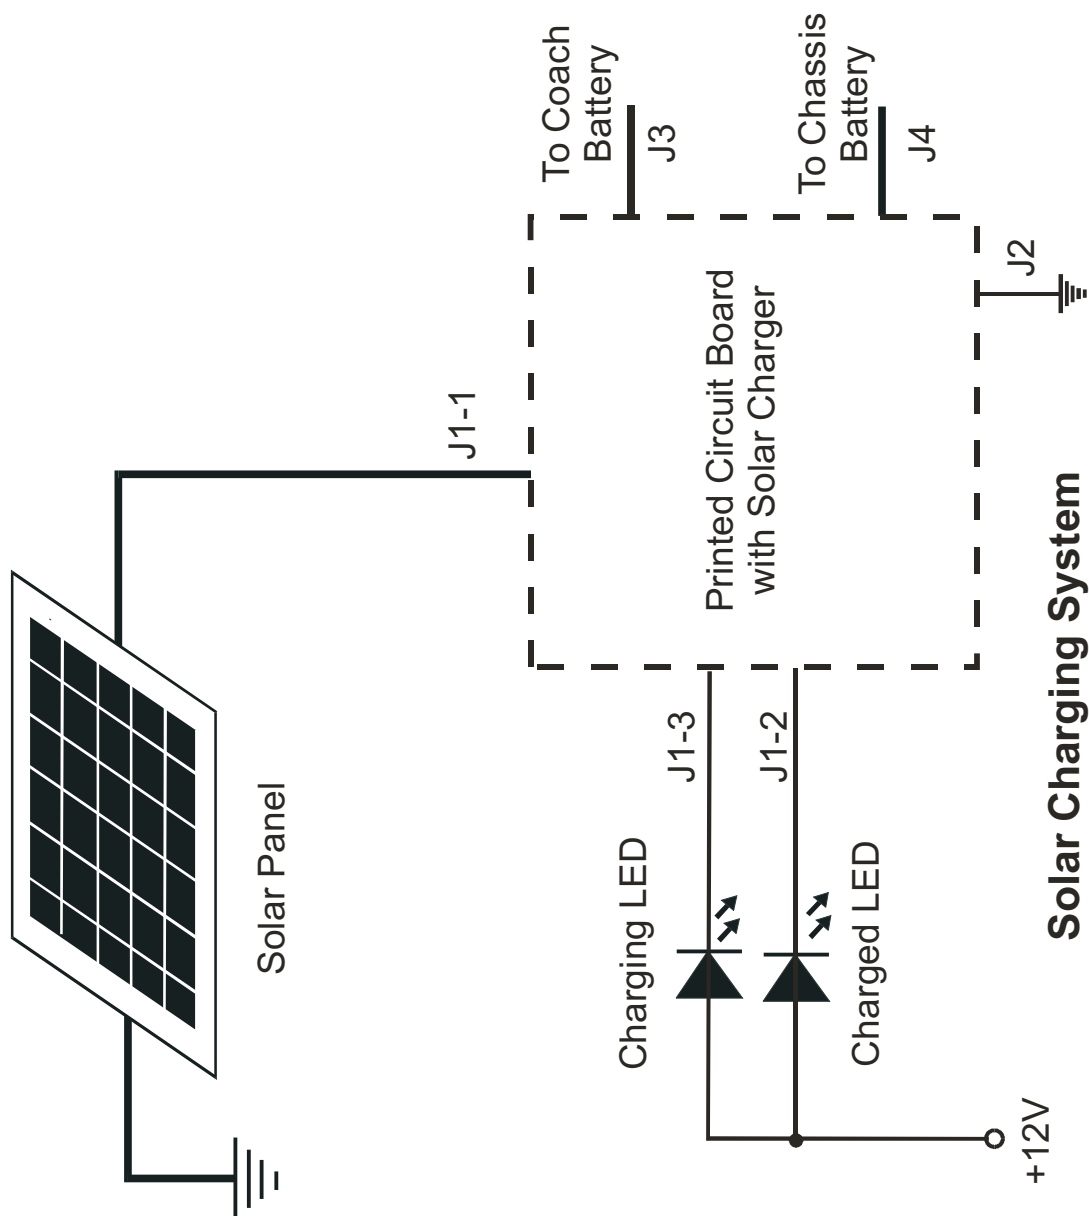 Solar Panel
J1-1
To Coach
Battery
J3
Charging LED
J1-3
Printed Circuit Board
with Solar Charger
To Chassis
Battery
J4
J1-2
Charged LED
+12V
J2
Solar Charging System